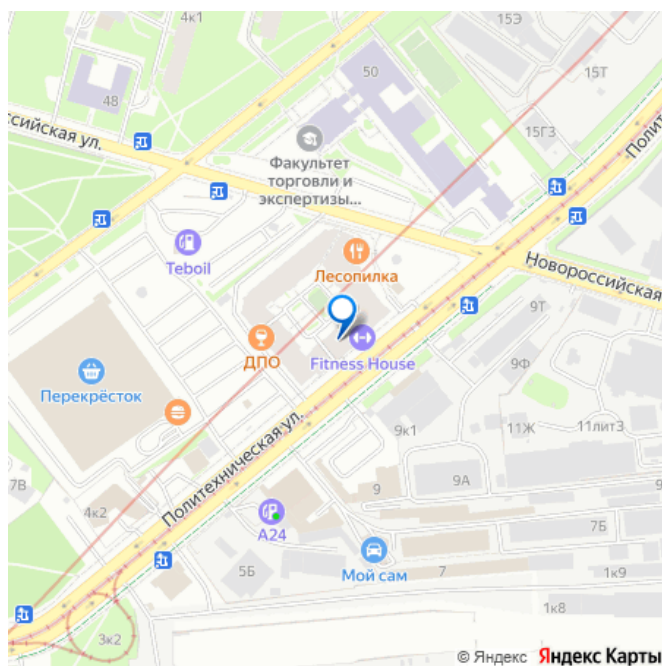 4к1
15Э
50
15Т
48
15Г3
ссийская ул.
Полит
Факультет
торговли и
экспертизы...
Teboil
Лесопилка
Новороссийская
9Т
ДПО
Fitness House
9Ф
Перекрёсток
9к1
11Ж
11лит3
Политехническая ул.
7В
4к2
9
9А
А24
7Б
5Б
Мой сам
7
1к9
1к8
3к2
© Яндекс Яндекс Карты